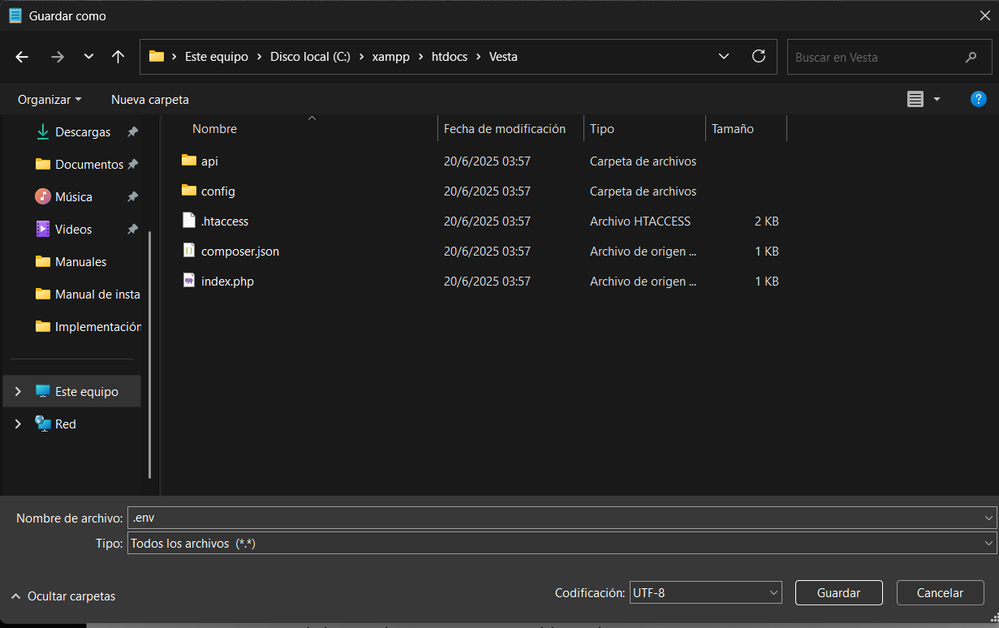 Guardar como
Este equipo > Disco local (C:) > xampp > htdocs > Vesta
Buscar en Vesta
Organizar
Nueva carpeta
Descargas
Documentos
Música
Videos
Manuales
Manual de insta
Implementación
Este equipo
Red
Nombre Fecha de modificación Tipo Tamaño
api 20/6/2025 03:57 Carpeta de archivos
config 20/6/2025 03:57 Carpeta de archivos
.htaccess 20/6/2025 03:57 Archivo HTACCESS 2 KB
composer.json 20/6/2025 03:57 Archivo de origen ... 1 KB
index.php 20/6/2025 03:57 Archivo de origen ... 1 KB
Nombre de archivo: .env
Tipo: Todos los archivos (*.*)
Ocultar carpetas
Codificación: UTF-8
Guardar
Cancelar